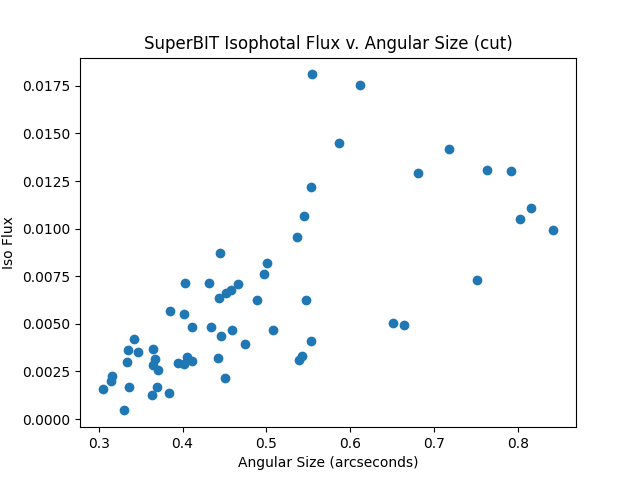 SuperBIT Isophotal Flux v. Angular Size (cut)
0.0175
0.0150
0.0125
0.0100
0.0075
0.0050
0.0025
0.0000
Iso Flux
0.3 0.4 0.5 0.6 0.7 0.8
Angular Size (arcseconds)